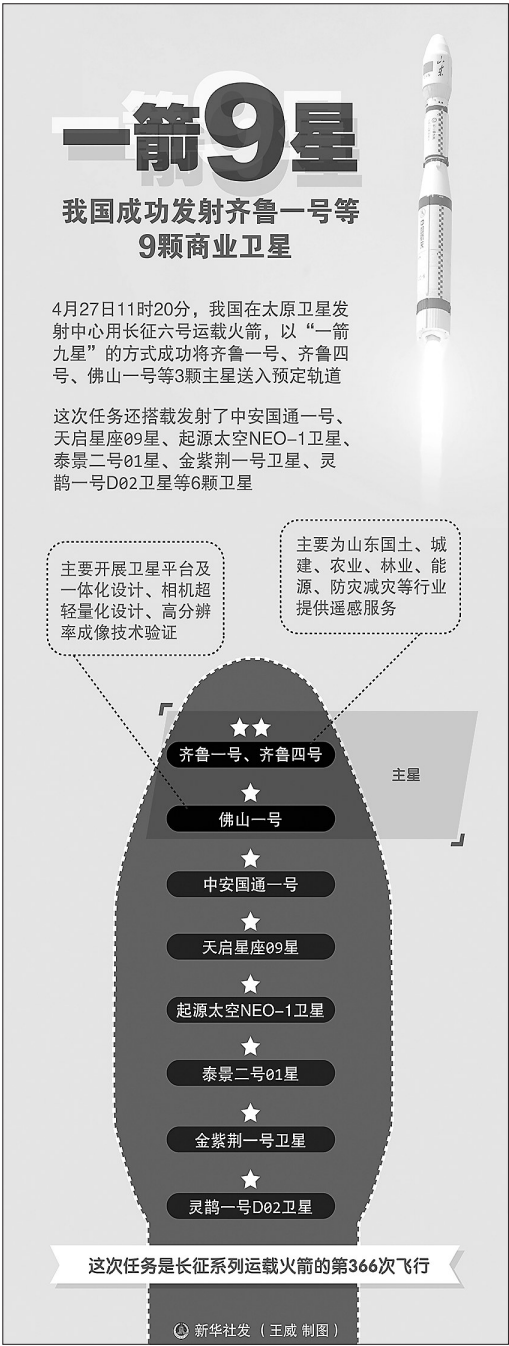 一箭9星
我国成功发射齐鲁一号等
9颗商业卫星
4月27日11时20分，我国在太原卫星发
射中心用长征六号运载火箭，以“一箭
九星”的方式成功将齐鲁一号、齐鲁四
号、佛山一号等3颗主星送入预定轨道
这次任务还搭载发射了中安国通一号、
天启星座09星、起源太空NEO-1卫星、
泰景二号01星、金紫荆一号卫星、灵
鹊一号D02卫星等6颗卫星
主要开展卫星平台及
一体化设计、相机超
轻量化设计、高分辨
率成像技术验证
主要为山东国土、城
建、农业、林业、能
源、防灾减灾等行业
提供遥感服务
齐鲁一号、齐鲁四号
主星
佛山一号
中安国通一号
天启星座09星
起源太空NEO-1卫星
泰景二号01星
金紫荆一号卫星
灵鹊一号D02卫星
这次任务是长征系列运载火箭的第366次飞行
新华社发（王威 制图）